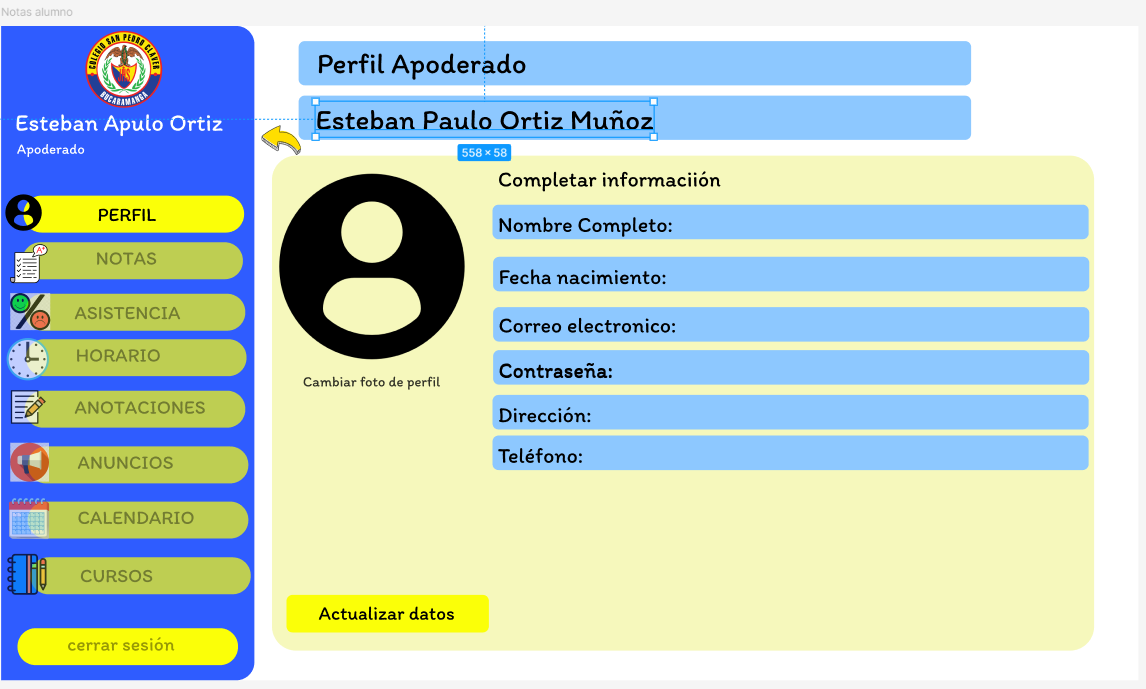 Notas alumno
COLEGIO SAN PEDRO CLAVER
BUCARAMANGA
Esteban Apulo Ortiz
Apoderado
PERFIL
A+
NOTAS
ASISTENCIA
HORARIO
ANOTACIONES
ANUNCIOS
CALENDARIO
CURSOS
cerrar sesión
Perfil Apoderado
Esteban Paulo Ortiz Muñoz
558 × 58
Completar informaciión
Nombre Completo:
Fecha nacimiento:
Correo electronico:
Contraseña:
Dirección:
Teléfono:
Cambiar foto de perfil
Actualizar datos